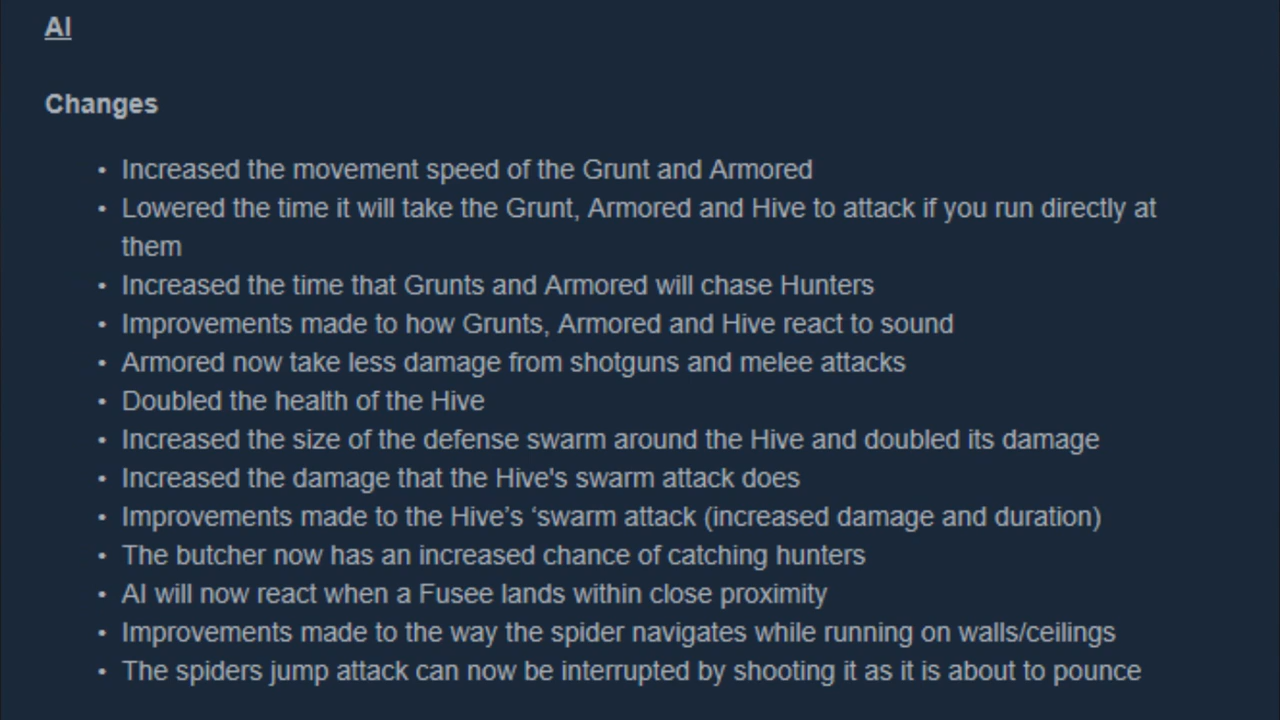 AI
Changes
• Increased the movement speed of the Grunt and Armored
• Lowered the time it will take the Grunt, Armored and Hive to attack if you run directly at
them
• Increased the time that Grunts and Armored will chase Hunters
• Improvements made to how Grunts, Armored and Hive react to sound
• Armored now take less damage from shotguns and melee attacks
• Doubled the health of the Hive
• Increased the size of the defense swarm around the Hive and doubled its damage
• Increased the damage that the Hive's swarm attack does
• Improvements made to the Hive’s ‘swarm attack (increased damage and duration)
• The butcher now has an increased chance of catching hunters
• AI will now react when a Fusee lands within close proximity
• Improvements made to the way the spider navigates while running on walls/ceilings
• The spiders jump attack can now be interrupted by shooting it as it is about to pounce